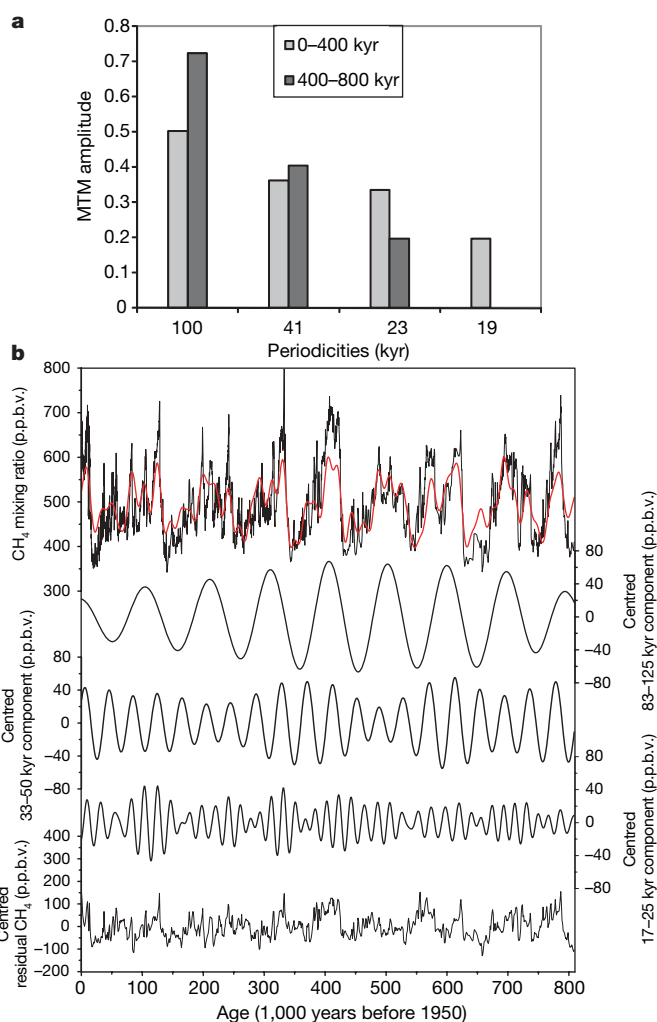 a
0.8
0.7
0.6
0.5
0.4
0.3
0.2
0.1
0
MTM amplitude
0–400 kyr
400–800 kyr
100 41 23 19
Periodicities (kyr)
b
800
700
600
500
400
300
CH4 mixing ratio (p.p.b.v.)
80
40
0
–40
–80
Centred
83–125 kyr component (p.p.b.v.)
80
40
0
–40
–80
Centred
33–50 kyr component (p.p.b.v.)
80
40
0
–40
–80
Centred
17–25 kyr component (p.p.b.v.)
400
300
200
100
0
–100
–200
Centred
residual CH4 (p.p.b.v.)
0 100 200 300 400 500 600 700 800
Age (1,000 years before 1950)